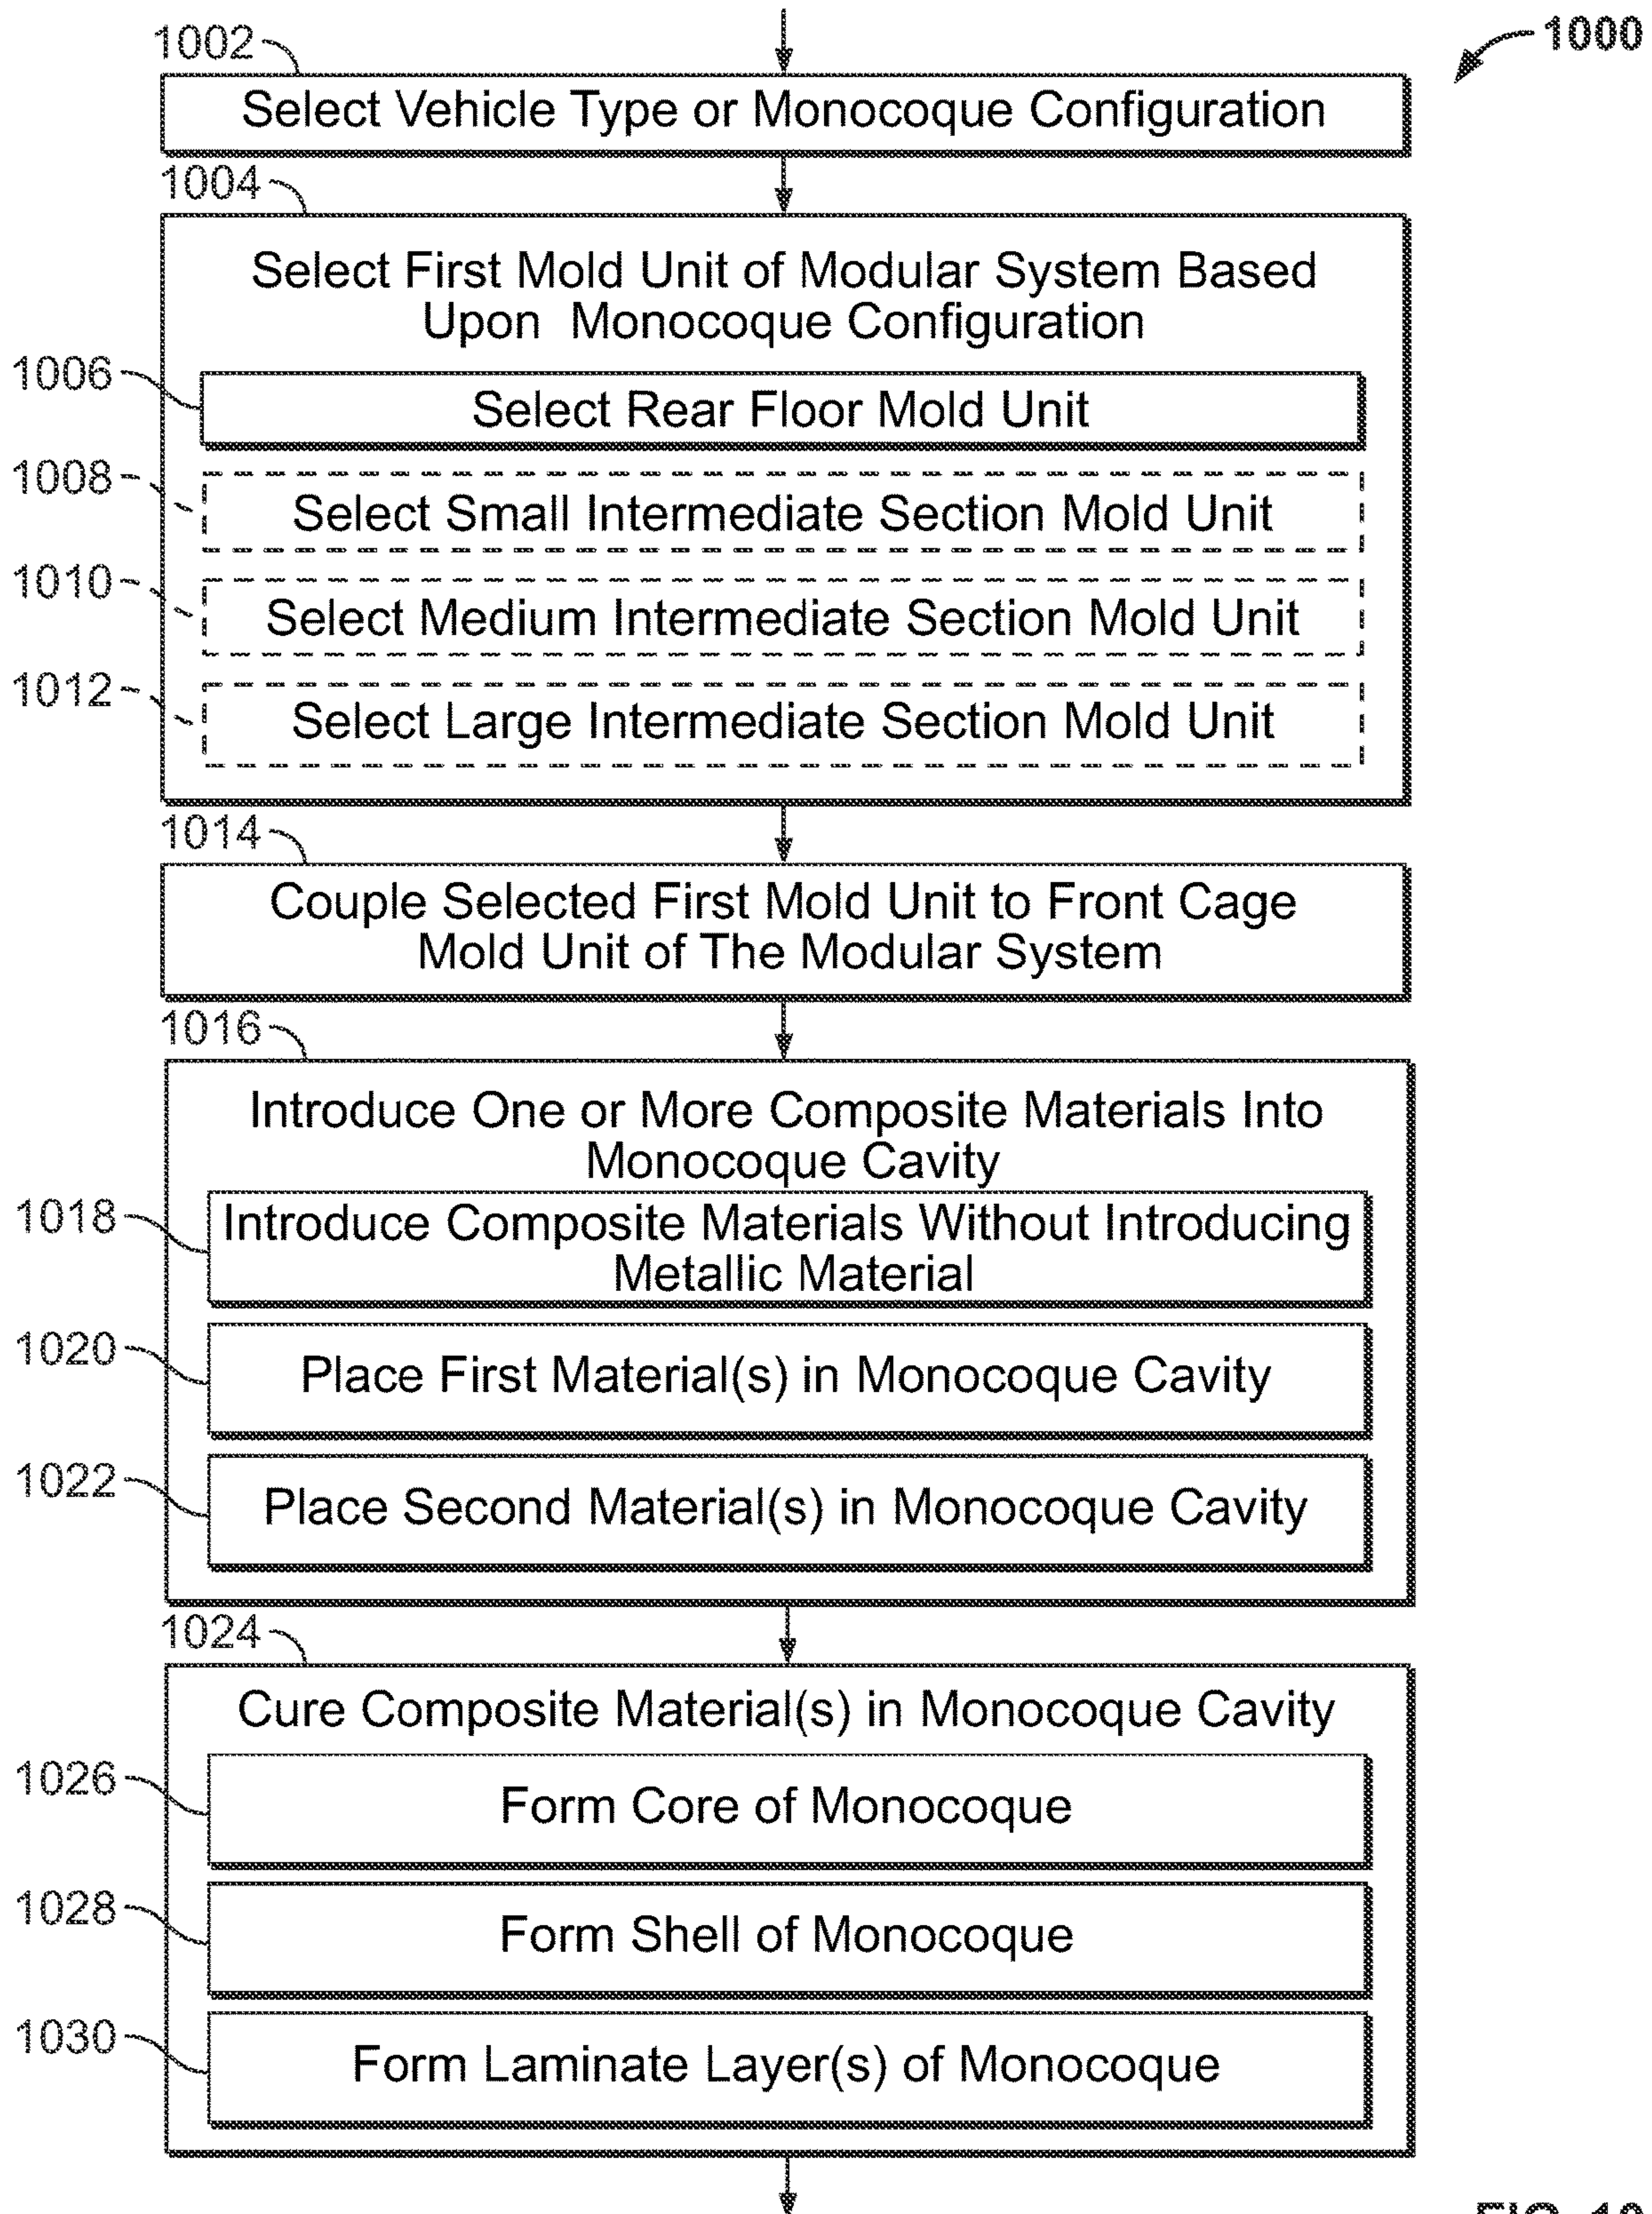 1000
1002
Select Vehicle Type or Monocoque Configuration
1004
Select First Mold Unit of Modular System Based
Upon Monocoque Configuration
1006
Select Rear Floor Mold Unit
1008
Select Small Intermediate Section Mold Unit
1010
Select Medium Intermediate Section Mold Unit
1012
Select Large Intermediate Section Mold Unit
1014
Couple Selected First Mold Unit to Front Cage
Mold Unit of The Modular System
1016
Introduce One or More Composite Materials Into
Monocoque Cavity
1018
Introduce Composite Materials Without Introducing
Metallic Material
1020
Place First Material(s) in Monocoque Cavity
1022
Place Second Material(s) in Monocoque Cavity
1024
Cure Composite Material(s) in Monocoque Cavity
1026
Form Core of Monocoque
1028
Form Shell of Monocoque
1030
Form Laminate Layer(s) of Monocoque